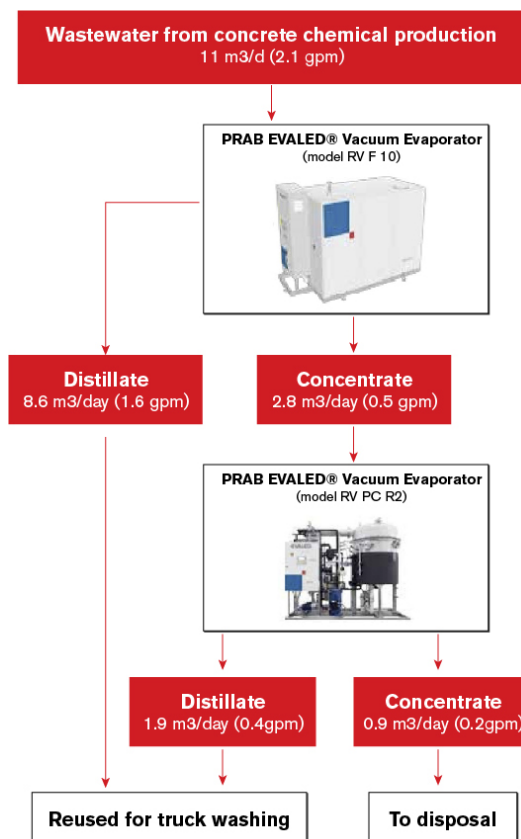 Wastewater from concrete chemical production
11 m3/d (2.1 gpm)
PRAB EVALED® Vacuum Evaporator
(model RV F 10)
Distillate
8.6 m3/day (1.6 gpm)
Concentrate
2.8 m3/day (0.5 gpm)
PRAB EVALED® Vacuum Evaporator
(model RV PC R2)
EVALED
Distillate
1.9 m3/day (0.4gpm)
Concentrate
0.9 m3/day (0.2gpm)
Reused for truck washing
To disposal